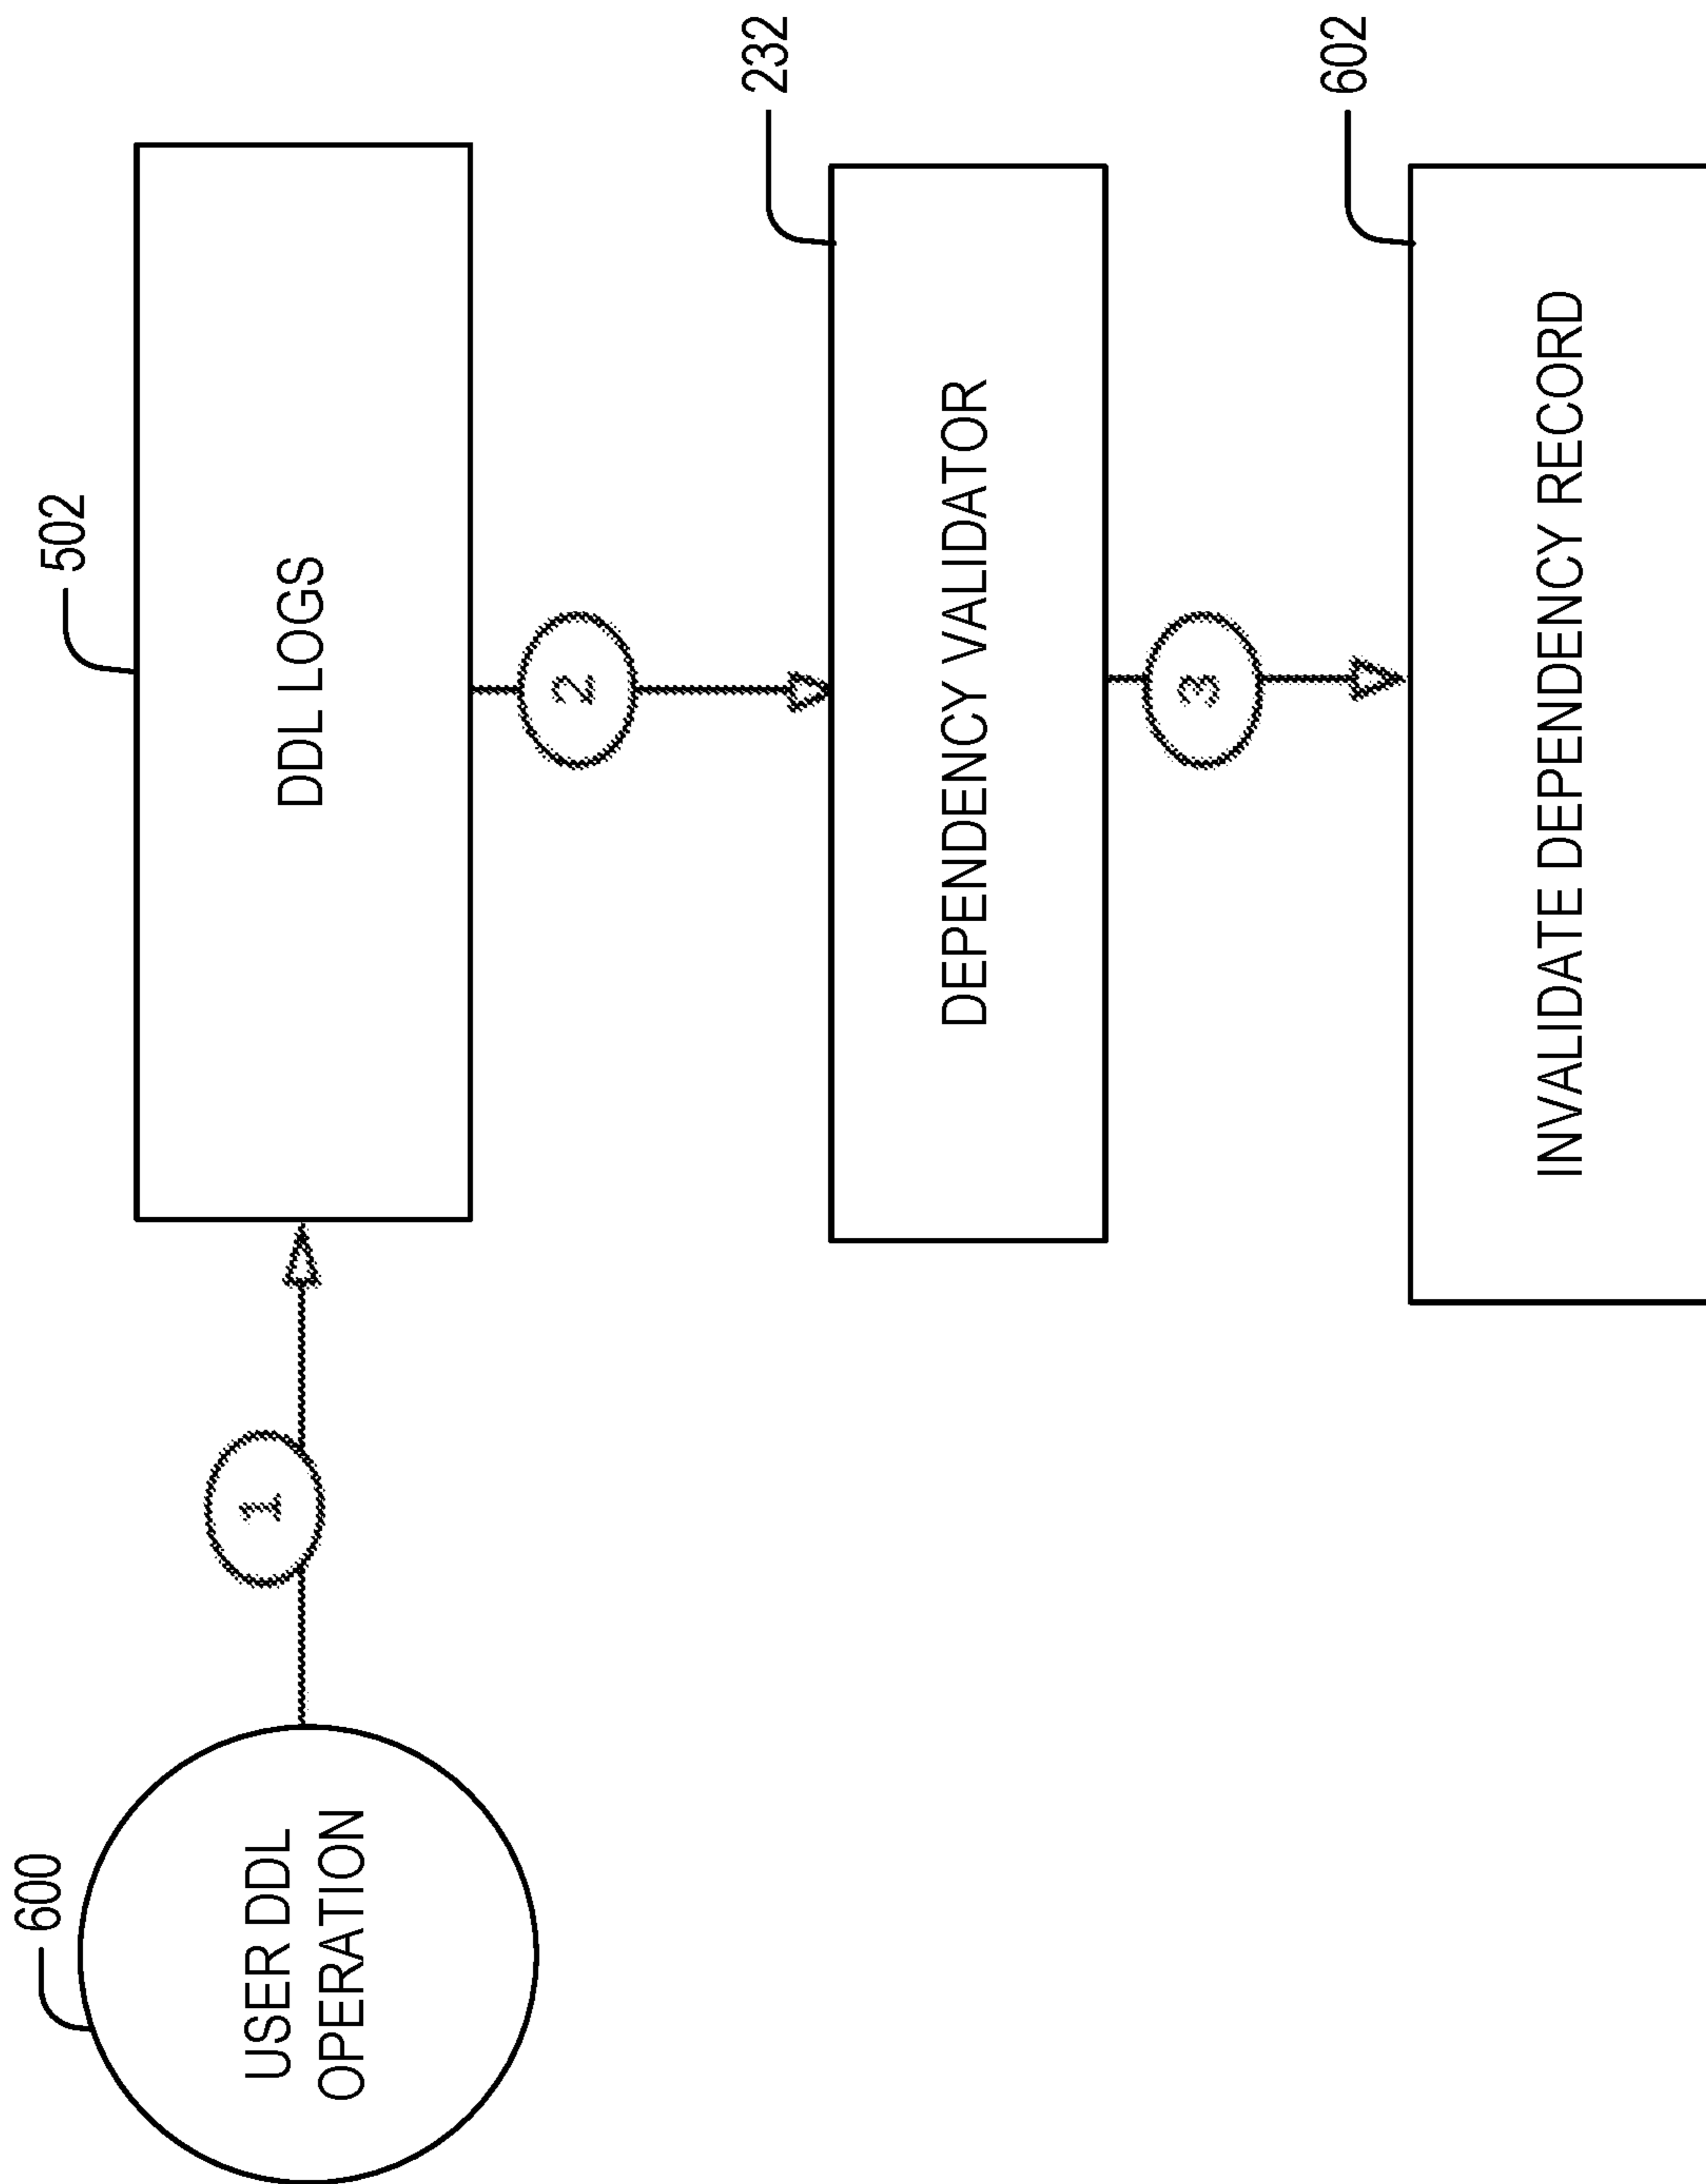 600
USER DDL
OPERATION
1
502
DDL LOGS
2
232
DEPENDENCY VALIDATOR
3
602
INVALIDATE DEPENDENCY RECORD